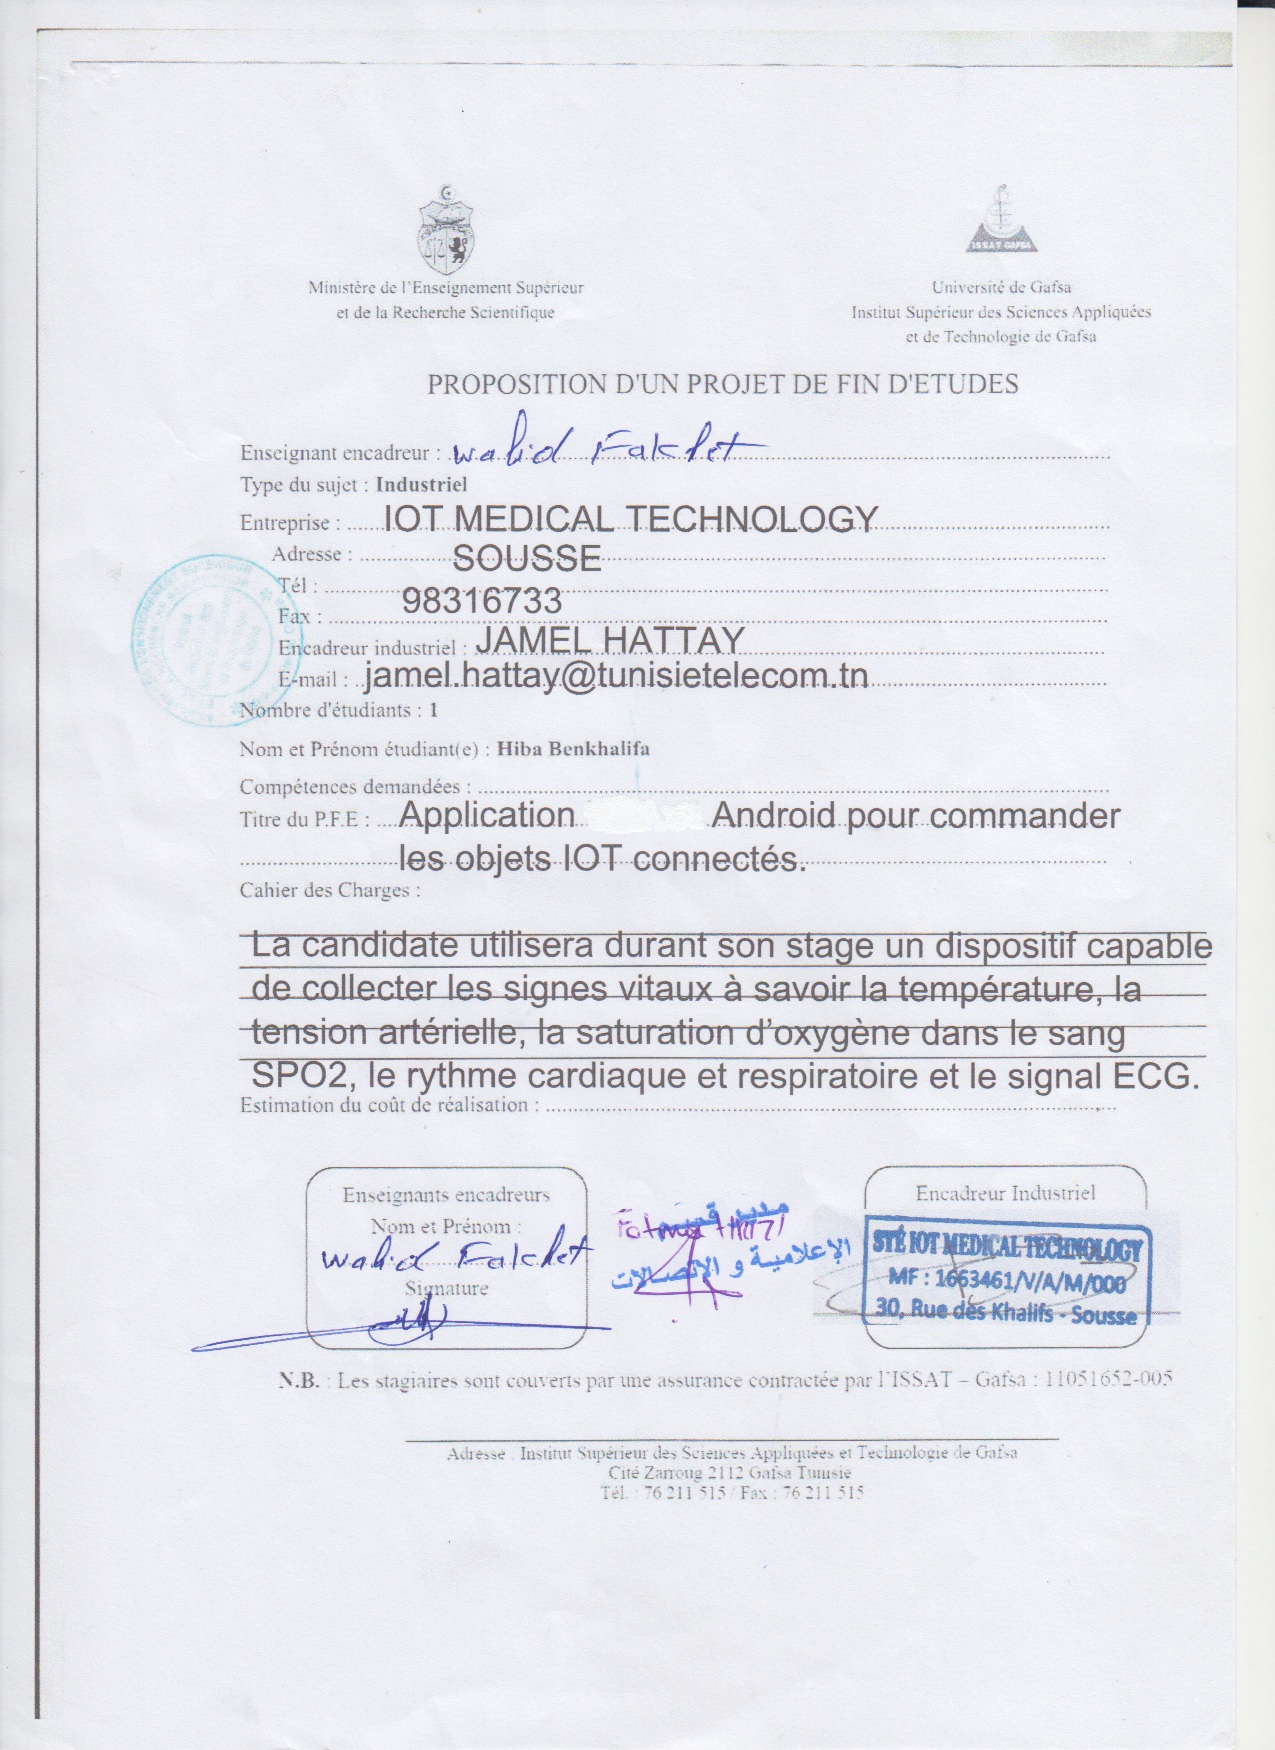 ISSAT GAFSA
Ministère de l'Enseignement Supérieur
et de la Recherche Scientifique
Université de Gafsa
Institut Supérieur des Sciences Appliquées
et de Technologie de Gafsa
PROPOSITION D'UN PROJET DE FIN D'ETUDES
Enseignant encadreur : Wahid Fakhet
Type du sujet : Industriel
Entreprise : IOT MEDICAL TECHNOLOGY
Adresse : SOUSSE
Tél :
98316733
Fax :
Encadreur industriel : JAMEL HATTAY
E-mail : jamel.hattay@tunisietelecom.tn
Nombre d'étudiants : 1
Nom et Prénom étudiant(e) : Hiba Benkhalifa
Compétences demandées :
Titre du P.F.E : Application Android pour commander
les objets IOT connectés.
Cahier des Charges :
La candidate utilisera durant son stage un dispositif capable
de collecter les signes vitaux à savoir la température, la
tension artérielle, la saturation d’oxygène dans le sang
SPO2, le rythme cardiaque et respiratoire et le signal ECG.
Estimation du coût de réalisation :
Enseignants encadreurs
Nom et Prénom :
Wahid Fakhet
Signature
مدير قسم
الإعلامية و الإتصالات
Encadreur Industriel
STÉ IOT MEDICAL TECHNOLOGY
MF : 1663461/V/A/M/000
30, Rue des Khalifs - Sousse
N.B. : Les stagiaires sont couverts par une assurance contractée par l'ISSAT – Gafsa : 11051652-005
Adresse : Institut Supérieur des Sciences Appliquées et Technologie de Gafsa
Cité Zarroug 2112 Gafsa Tunisie
Tél. : 76 211 515 / Fax : 76 211 515